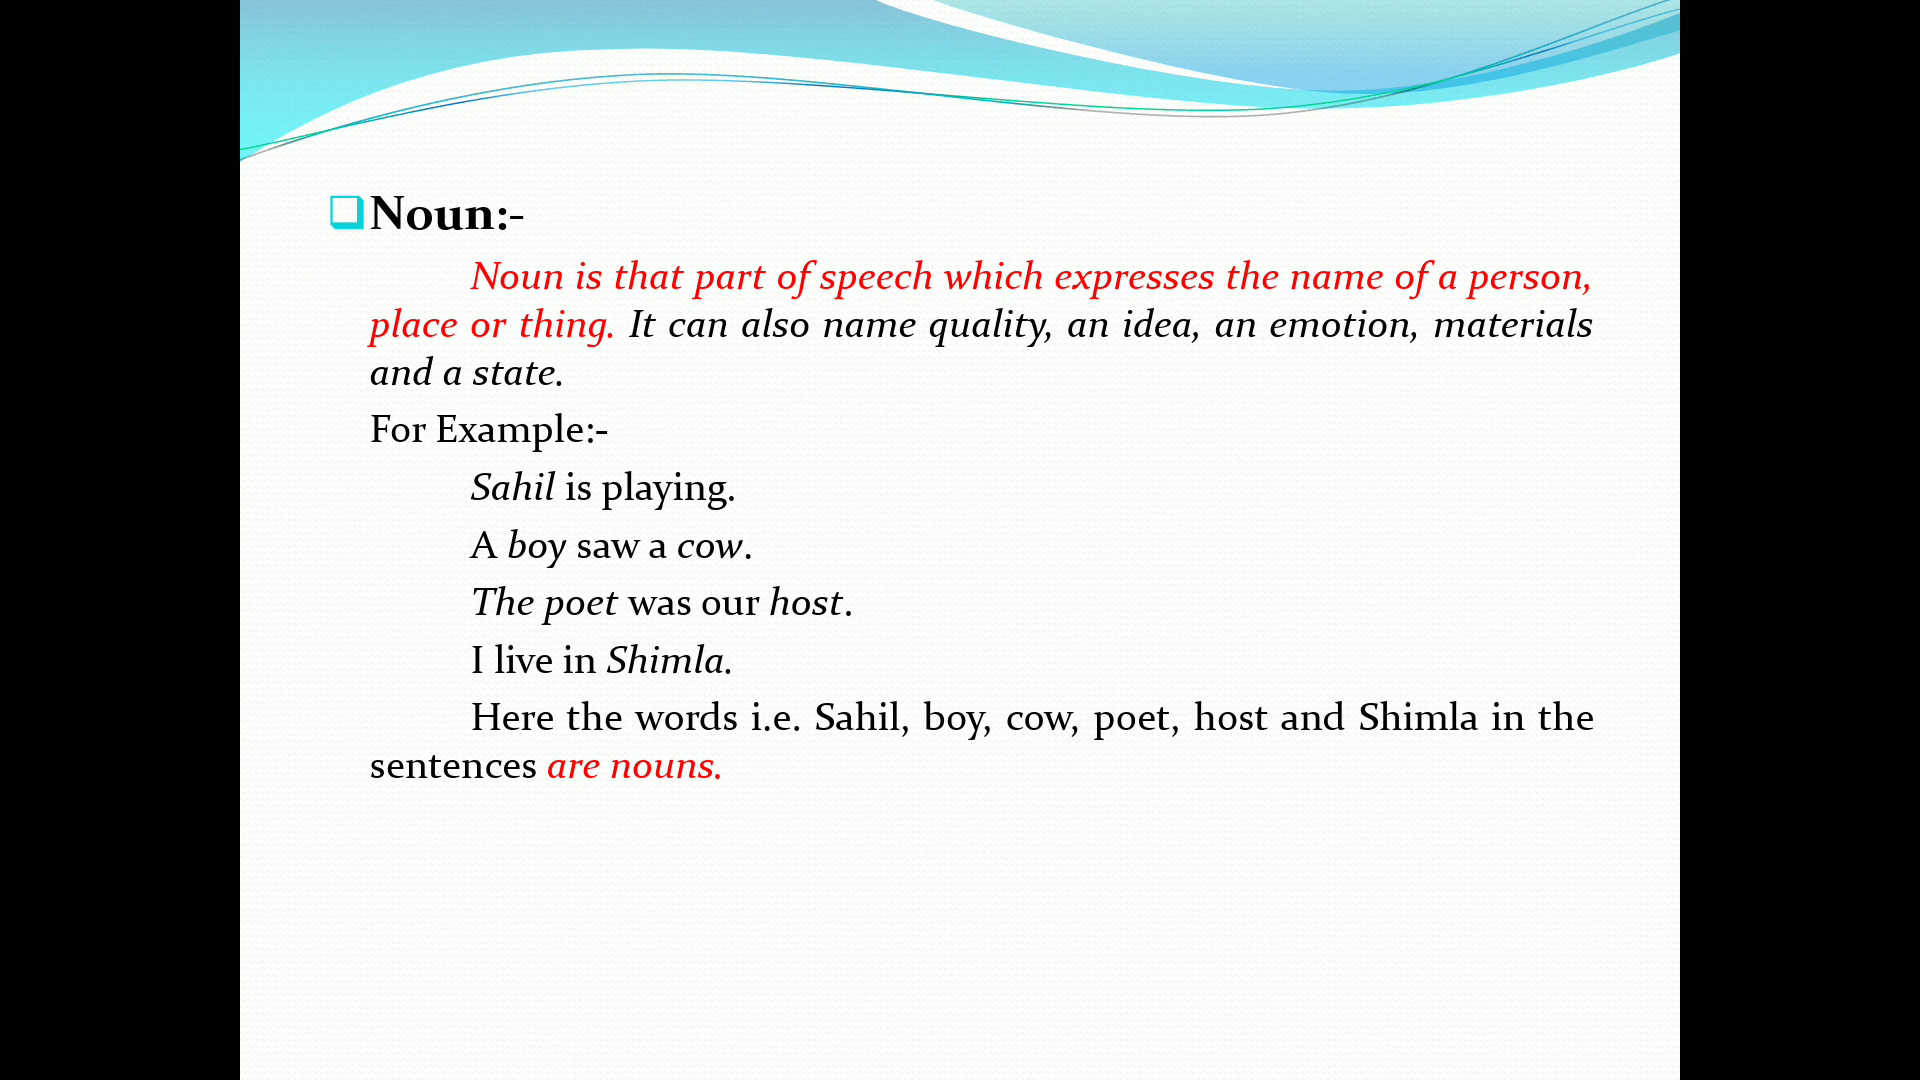 Noun:-
Noun is that part of speech which expresses the name of a person,
place or thing. It can also name quality, an idea, an emotion, materials
and a state.
For Example:-
Sahil is playing.
A boy saw a cow.
The poet was our host.
I live in Shimla.
Here the words i.e. Sahil, boy, cow, poet, host and Shimla in the
sentences are nouns.